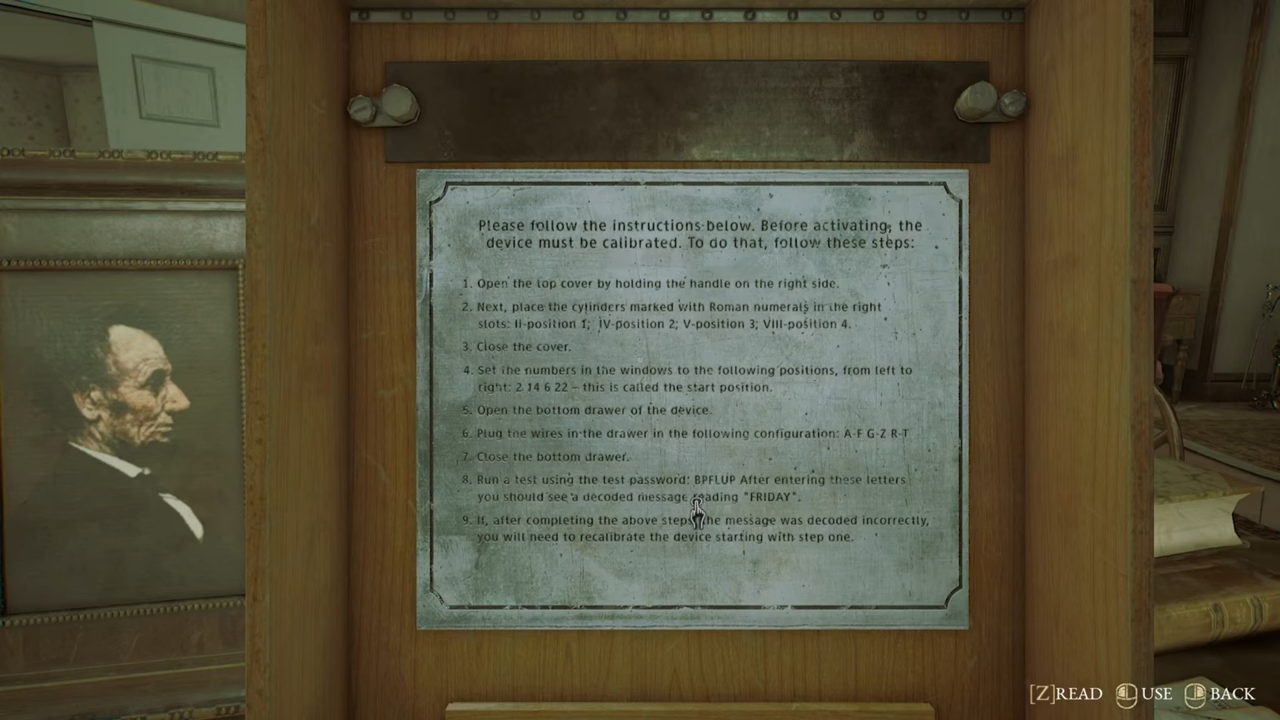 Please follow the instructions below. Before activating, the
device must be calibrated. To do that, follow these steps:
1. Open the top cover by holding the handle on the right side.
2. Next, place the cylinders marked with Roman numerals in the right
slots: II-position 1; IV-position 2; V-position 3; VIII-position 4.
3. Close the cover.
4. Set the numbers in the windows to the following positions, from left to
right: 2 14 6 22 – this is called the start position.
5. Open the bottom drawer of the device.
6. Plug the wires in the drawer in the following configuration: A-F G-Z R-T
7. Close the bottom drawer.
8. Run a test using the test password: BPFLUP After entering these letters
you should see a decoded message reading "FRIDAY".
9. If, after completing the above steps, the message was decoded incorrectly,
you will need to recalibrate the device starting with step one.
[Z]READ USE BACK